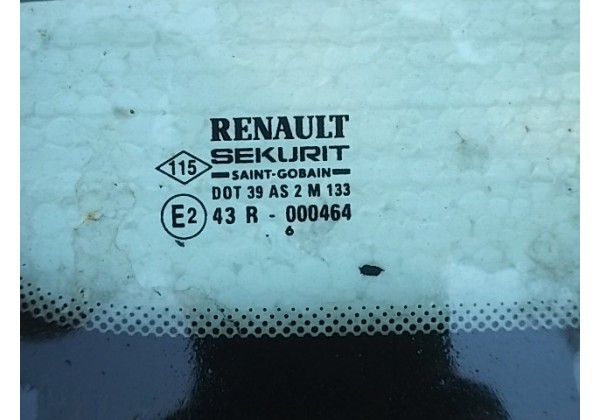 RENAULT
115 SEKURIT
SAINT-GOBAIN
DOT 39 AS 2 M 133
E2 43 R - 000464
6